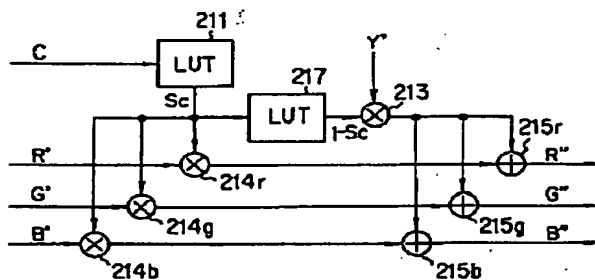 211
C
LUT
Y"
217
Sc
LUT
213
1-Sc
215r
R"
R"'
214r
G"
G"'
214g
215g
B"
B"'
214b
215b